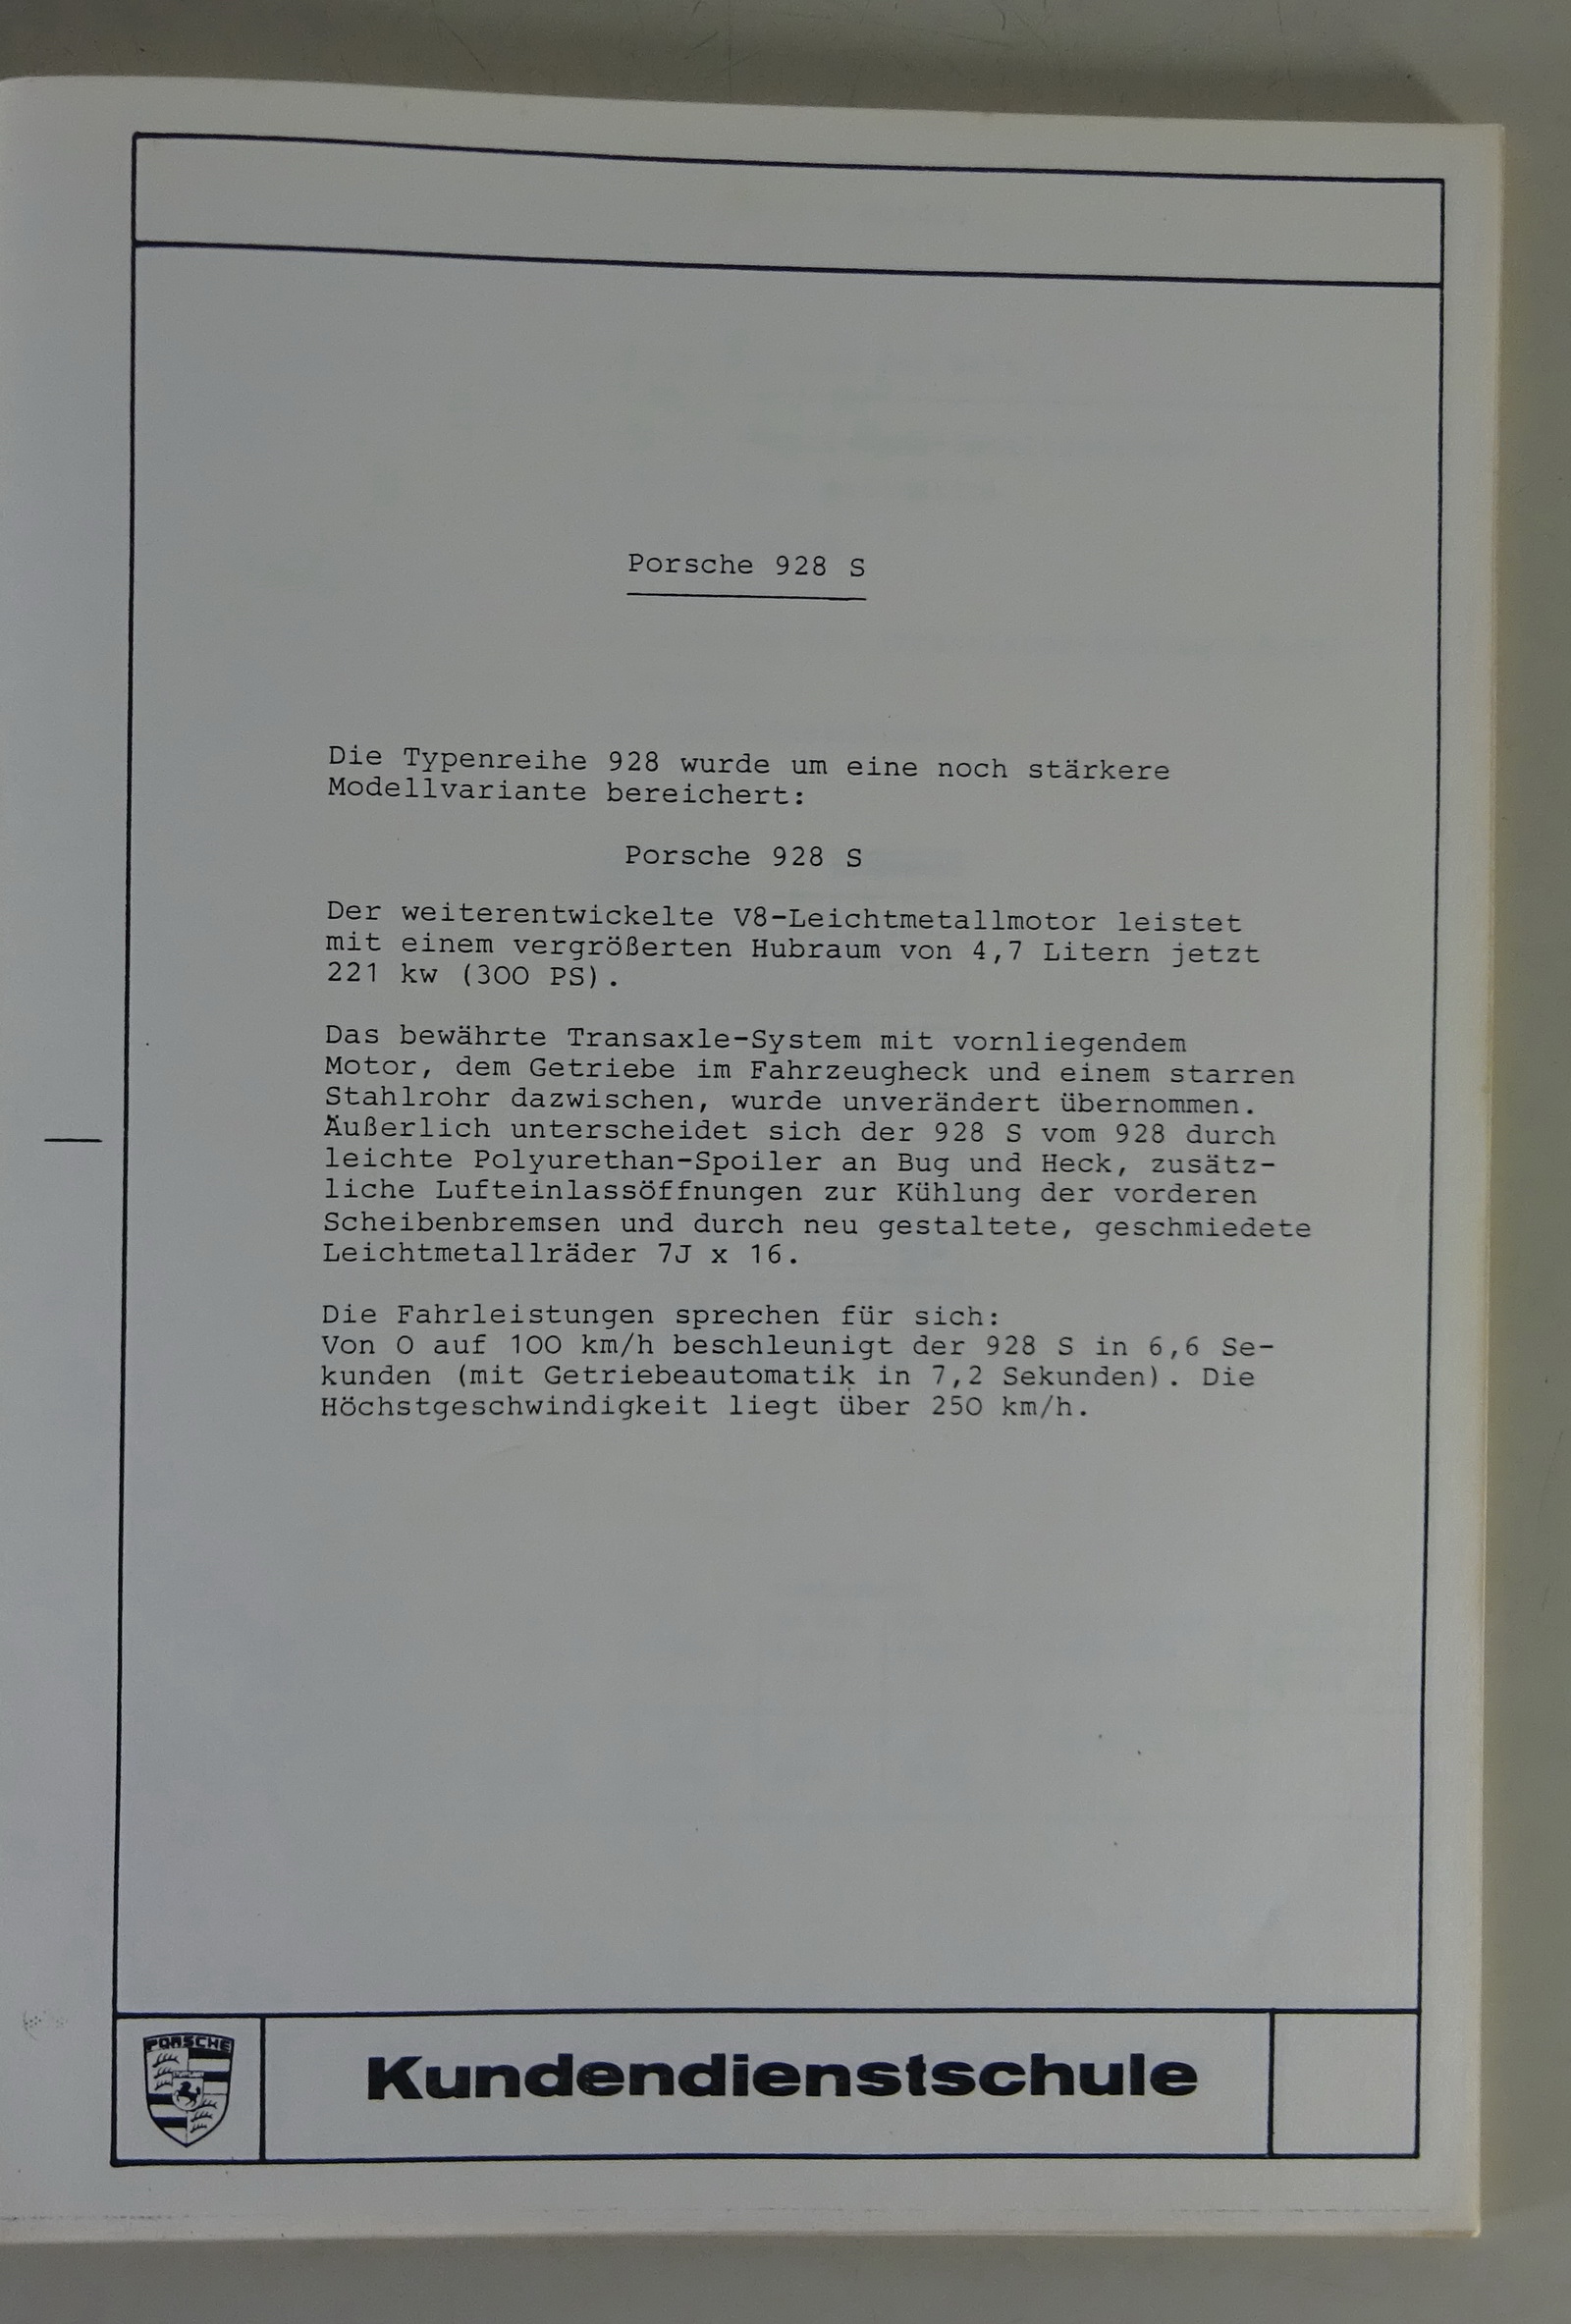 Porsche 928 S
Die Typenreihe 928 wurde um eine noch stärkere
Modellvariante bereichert:
Porsche 928 S
Der weiterentwickelte V8-Leichtmetallmotor leistet
mit einem vergrößerten Hubraum von 4,7 Litern jetzt
221 kw (300 PS).
Das bewährte Transaxle-System mit vornliegendem
Motor, dem Getriebe im Fahrzeugheck und einem starren
Stahlrohr dazwischen, wurde unverändert übernommen.
Äußerlich unterscheidet sich der 928 S vom 928 durch
leichte Polyurethan-Spoiler an Bug und Heck, zusätz-
liche Lufteinlassöffnungen zur Kühlung der vorderen
Scheibenbremsen und durch neu gestaltete, geschmiedete
Leichtmetallräder 7J x 16.
Die Fahrleistungen sprechen für sich:
Von 0 auf 100 km/h beschleunigt der 928 S in 6,6 Se-
kunden (mit Getriebeautomatik in 7,2 Sekunden). Die
Höchstgeschwindigkeit liegt über 250 km/h.
PORSCHE
Kundendienstschule